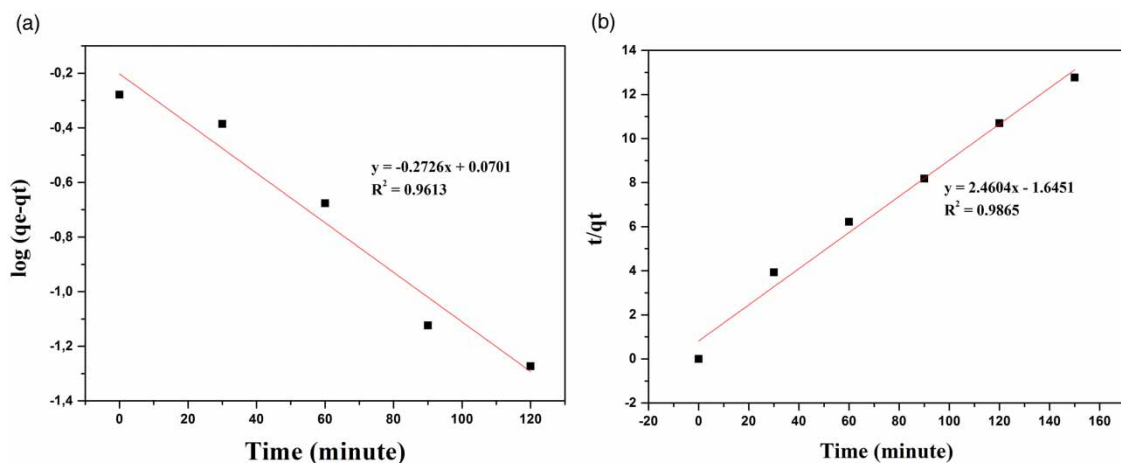 (a)
-0,2
-0,4
-0,6
-0,8
-1,0
-1,2
-1,4
log (qe-qt)
y = -0.2726x + 0.0701
R² = 0.9613
0 20 40 60 80 100 120
Time (minute)
(b)
14
12
10
8
6
4
2
0
-2
t/qt
y = 2.4604x - 1.6451
R² = 0.9865
-20 0 20 40 60 80 100 120 140 160
Time (minute)